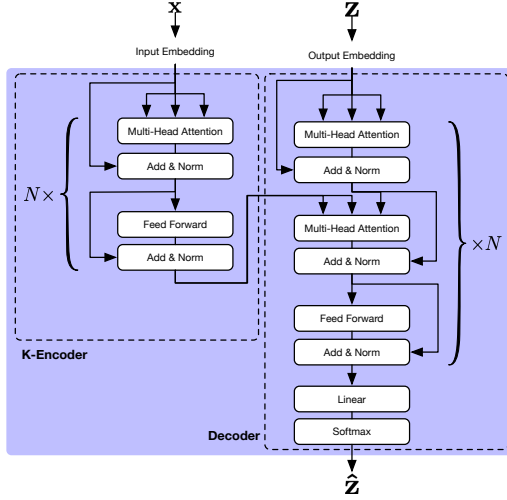 x
Z
Input Embedding
Output Embedding
Multi-Head Attention
Add & Norm
Feed Forward
Add & Norm
N×
K-Encoder
Multi-Head Attention
Add & Norm
Multi-Head Attention
Add & Norm
Feed Forward
Add & Norm
×N
Linear
Softmax
Decoder
Ẑ